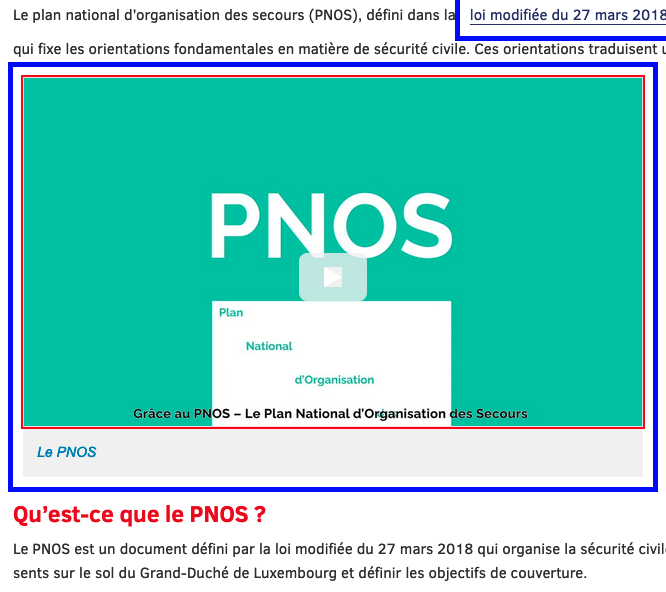 Le plan national d’organisation des secours (PNOS), défini dans la loi modifiée du 27 mars 2018
qui fixe les orientations fondamentales en matière de sécurité civile. Ces orientations traduisent
PNOS
Plan
National
d’Organisation
Grâce au PNOS – Le Plan National d’Organisation des Secours
Le PNOS
Qu’est-ce que le PNOS ?
Le PNOS est un document défini par la loi modifiée du 27 mars 2018 qui organise la sécurité civile
sents sur le sol du Grand-Duché de Luxembourg et définir les objectifs de couverture.